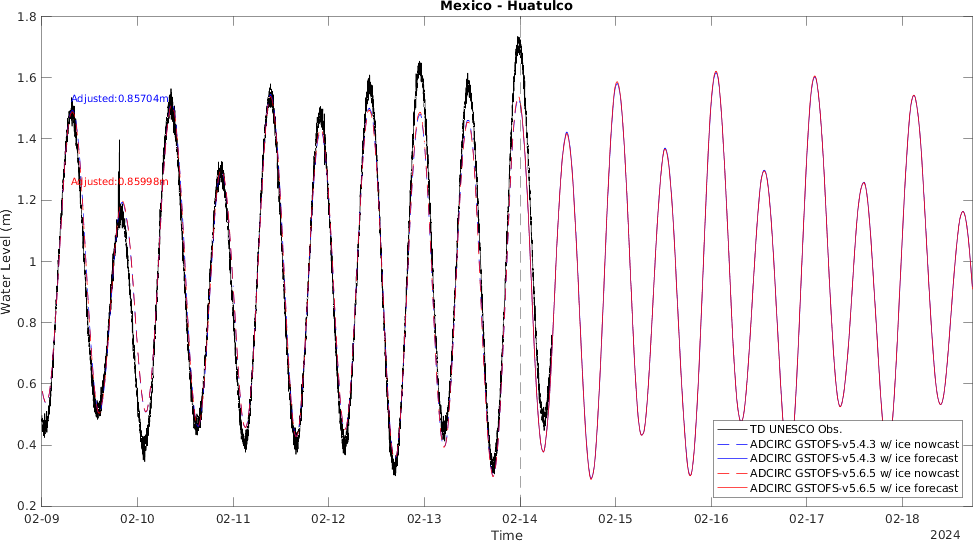 Mexico - Huatulco
1.8
1.6
1.4
1.2
1
0.8
0.6
0.4
0.2
Water Level (m)
Adjusted:0.85704m
Adjusted:0.85998m
TD UNESCO Obs.
ADCIRC GSTOFS-v5.4.3 w/ ice nowcast
ADCIRC GSTOFS-v5.4.3 w/ ice forecast
ADCIRC GSTOFS-v5.6.5 w/ ice nowcast
ADCIRC GSTOFS-v5.6.5 w/ ice forecast
02-09 02-10 02-11 02-12 02-13 02-14 02-15 02-16 02-17 02-18
Time
2024